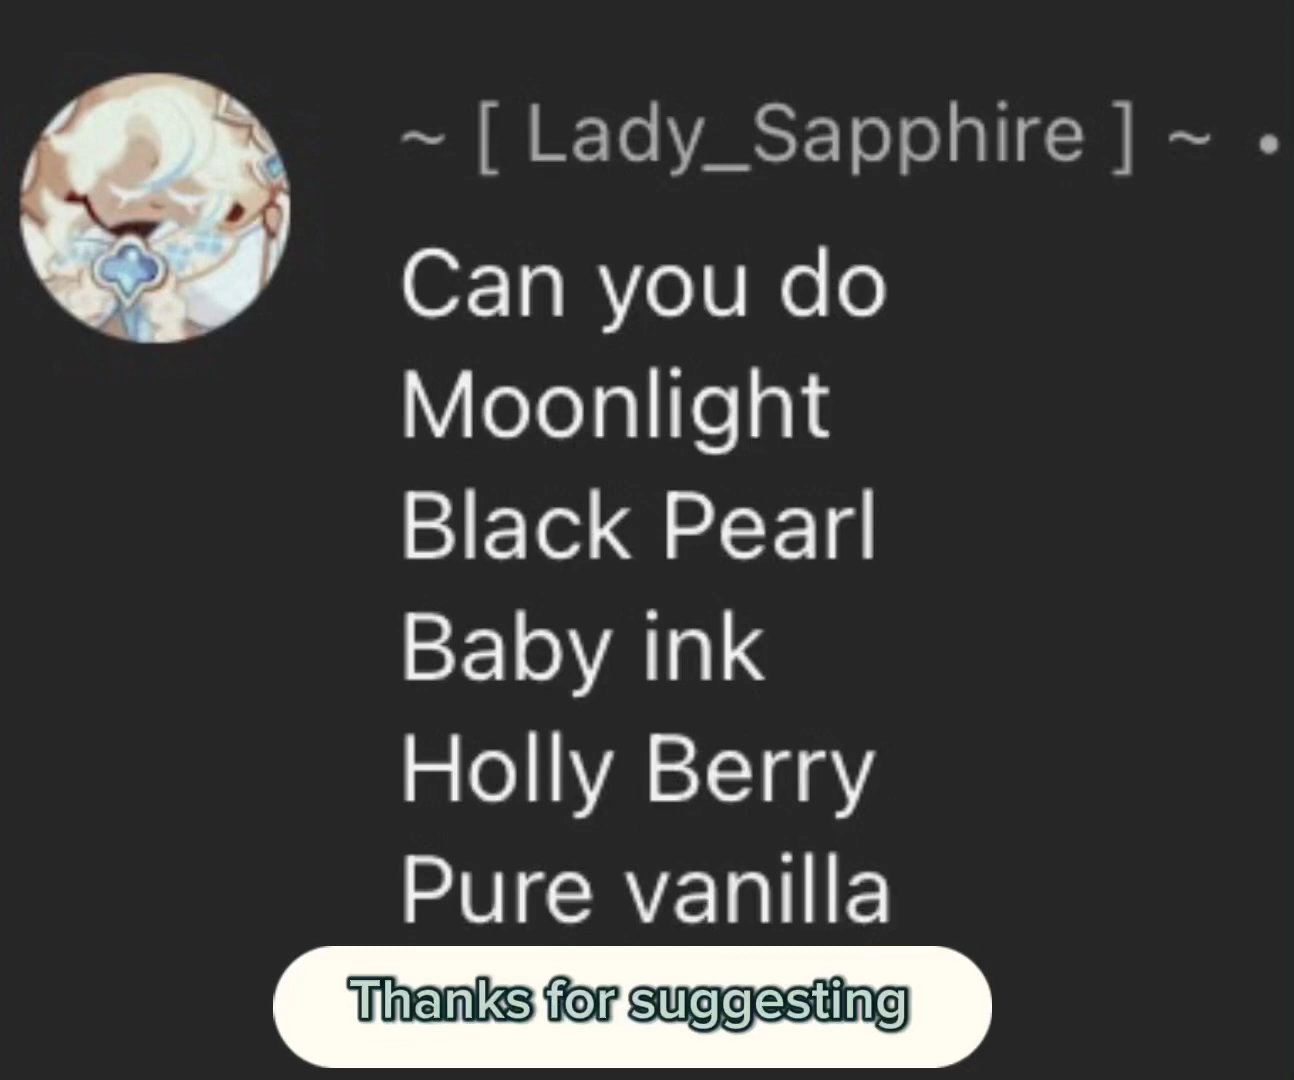 ~ [ Lady_Sapphire ] ~ •
Can you do
Moonlight
Black Pearl
Baby ink
Holly Berry
Pure vanilla
Thanks for suggesting